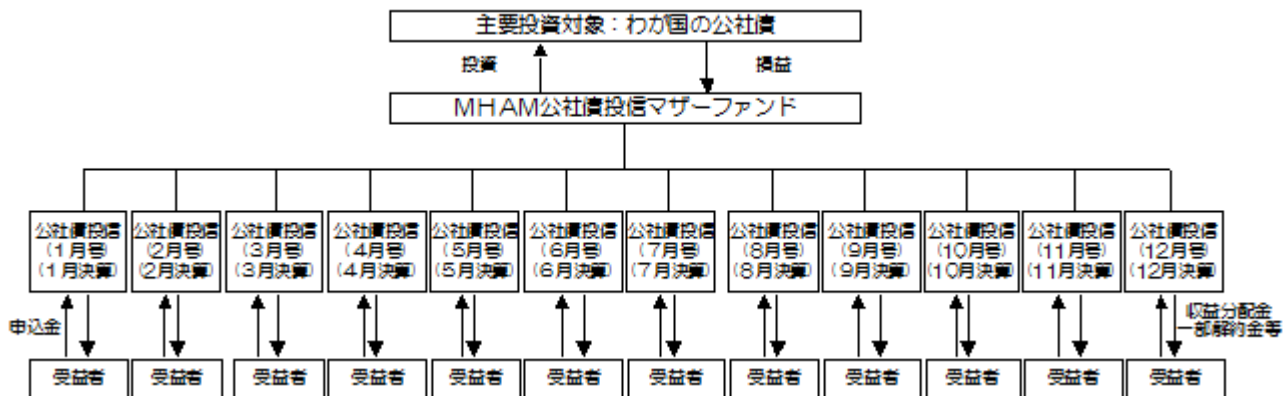 主要投資対象：わが国の公社債
投資
損益
MHAM公社債投信マザーファンド
公社債投信
(1月号)
(1月決算)
公社債投信
(2月号)
(2月決算)
公社債投信
(3月号)
(3月決算)
公社債投信
(4月号)
(4月決算)
公社債投信
(5月号)
(5月決算)
公社債投信
(6月号)
(6月決算)
公社債投信
(7月号)
(7月決算)
公社債投信
(8月号)
(8月決算)
公社債投信
(9月号)
(9月決算)
公社債投信
(10月号)
(10月決算)
公社債投信
(11月号)
(11月決算)
公社債投信
(12月号)
(12月決算)
申込金
収益分配金
一部解約金等
受益者
受益者
受益者
受益者
受益者
受益者
受益者
受益者
受益者
受益者
受益者
受益者